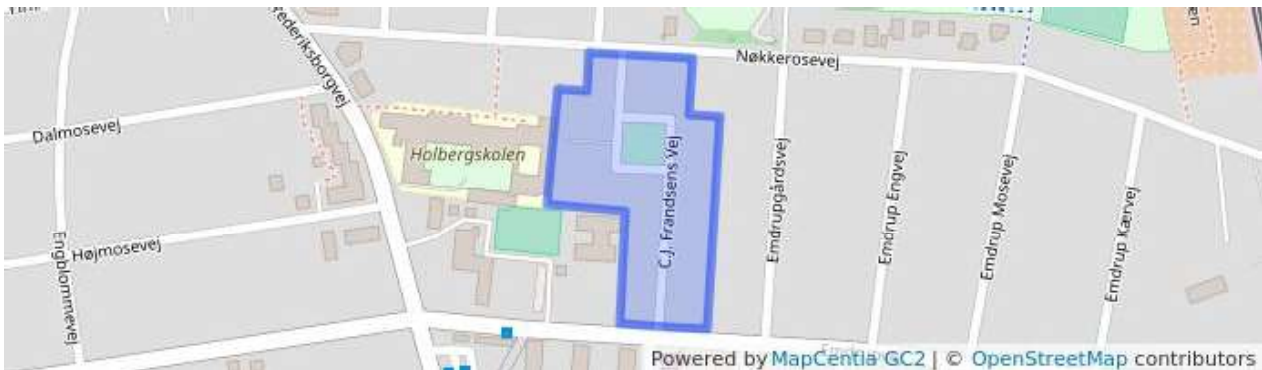 Frederiksborgvej
Nøkkerosevej
Dalmosevej
Holbergskolen
C.J. Frandsens Vej
Emdrupgårdsvej
Emdrup Engvej
Emdrup Mosevej
Emdrup Kærvej
Højmosevej
Engblommevej
Powered by MapCentia GC2 | © OpenStreetMap contributors